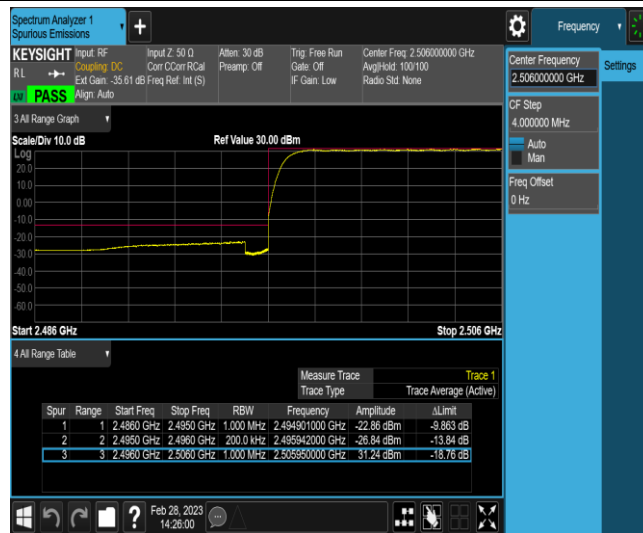 Spectrum Analyzer 1
Spurious Emissions
Frequency
KEYSIGHT Input: RF Input Z: 50 Ω Atten: 30 dB Trig: Free Run Center Freq: 2.506000000 GHz
RL Coupling: DC Corr CCorr RCal Preamp: Off Gate: Off Avg|Hold: 100/100
Ext Gain: -35.61 dB Freq Ref: Int (S) IF Gain: Low Radio Std: None
PASS Align: Auto
Center Frequency
2.506000000 GHz
Settings
CF Step
4.000000 MHz
Auto
Man
Freq Offset
0 Hz
3 All Range Graph
Scale/Div 10.0 dB Ref Value 30.00 dBm
Log
20.0
10.0
0.00
-10.0
-20.0
-30.0
-40.0
-50.0
-60.0
Start 2.486 GHz Stop 2.506 GHz
4 All Range Table
Measure Trace Trace 1
Trace Type Trace Average (Active)
Spur Range Start Freq Stop Freq RBW Frequency Amplitude ΔLimit
1 1 2.4860 GHz 2.4950 GHz 1.000 MHz 2.494901000 GHz -22.86 dBm -9.863 dB
2 2 2.4950 GHz 2.4960 GHz 200.0 kHz 2.495942000 GHz -26.84 dBm -13.84 dB
3 3 2.4960 GHz 2.5060 GHz 1.000 MHz 2.505950000 GHz 31.24 dBm -18.76 dB
Feb 28, 2023
14:26:00